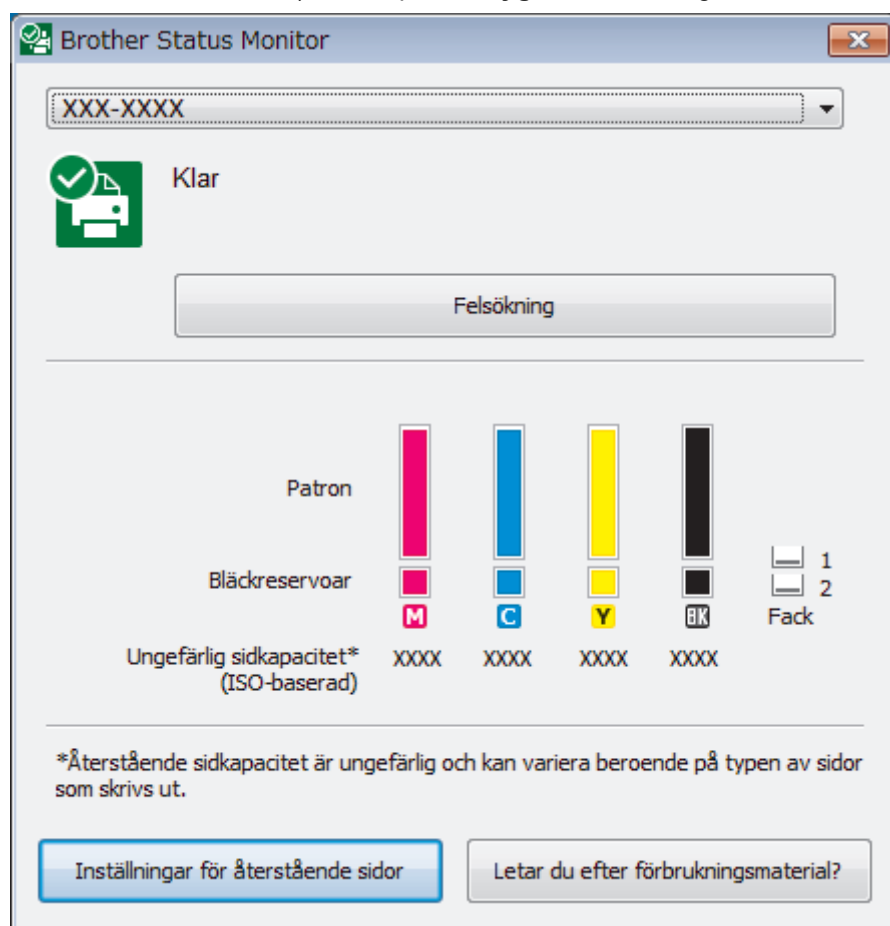 Brother Status Monitor
XXX-XXXX
Klar
Felsökning
Patron
Bläckreservoar
1
2
M C Y BK Fack
Ungefärlig sidkapacitet* XXXX XXXX XXXX XXXX
(ISO-baserad)
*Återstående sidkapacitet är ungefärlig och kan variera beroende på typen av sidor
som skrivs ut.
Inställningar för återstående sidor
Letar du efter förbrukningsmaterial?